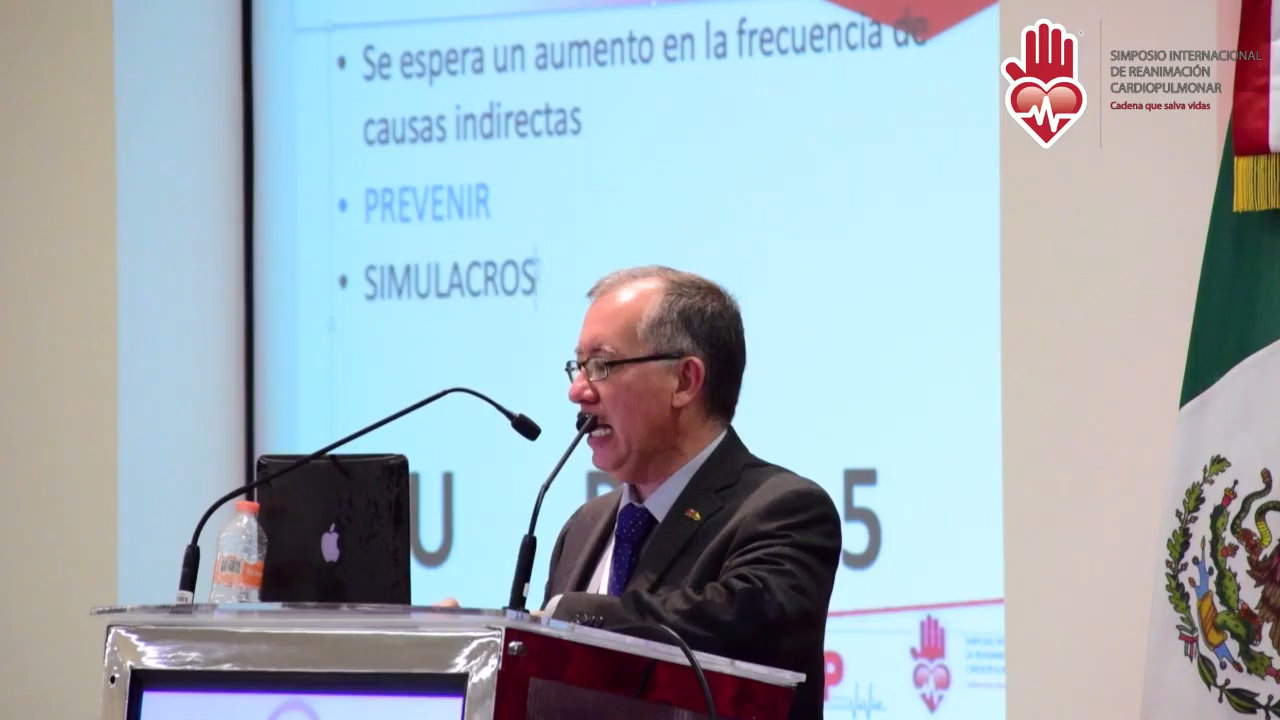 • Se espera un aumento en la frecuencia de
causas indirectas
• PREVENIR
• SIMULACROS
U
5
SIMPOSIO INTERNACIONAL
DE REANIMACIÓN
CARDIOPULMONAR
Cadena que salva vidas
P